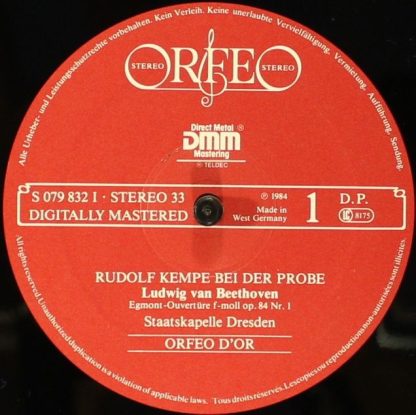 Alle Urheber- und Leistungsschutzrechte vorbehalten. Kein Verleih. Keine unerlaubte Vervielfältigung, Vermietung, Aufführung, Sendung.
STEREO ORFEO STEREO
Direct Metal ®
DMM
Mastering
© TELDEC
S 079 832 I · STEREO 33
DIGITALLY MASTERED
℗ 1984
Made in
West Germany
1
D. P.
LC 8175
RUDOLF KEMPE BEI DER PROBE
Ludwig van Beethoven
Egmont-Ouvertüre f-moll op. 84 Nr. 1
Staatskapelle Dresden
ORFEO D'OR
All rights reserved. Unauthorized duplication is a violation of applicable laws. Tous droits réservés. Les copies ou reproductions non-autorisées sont illicites.